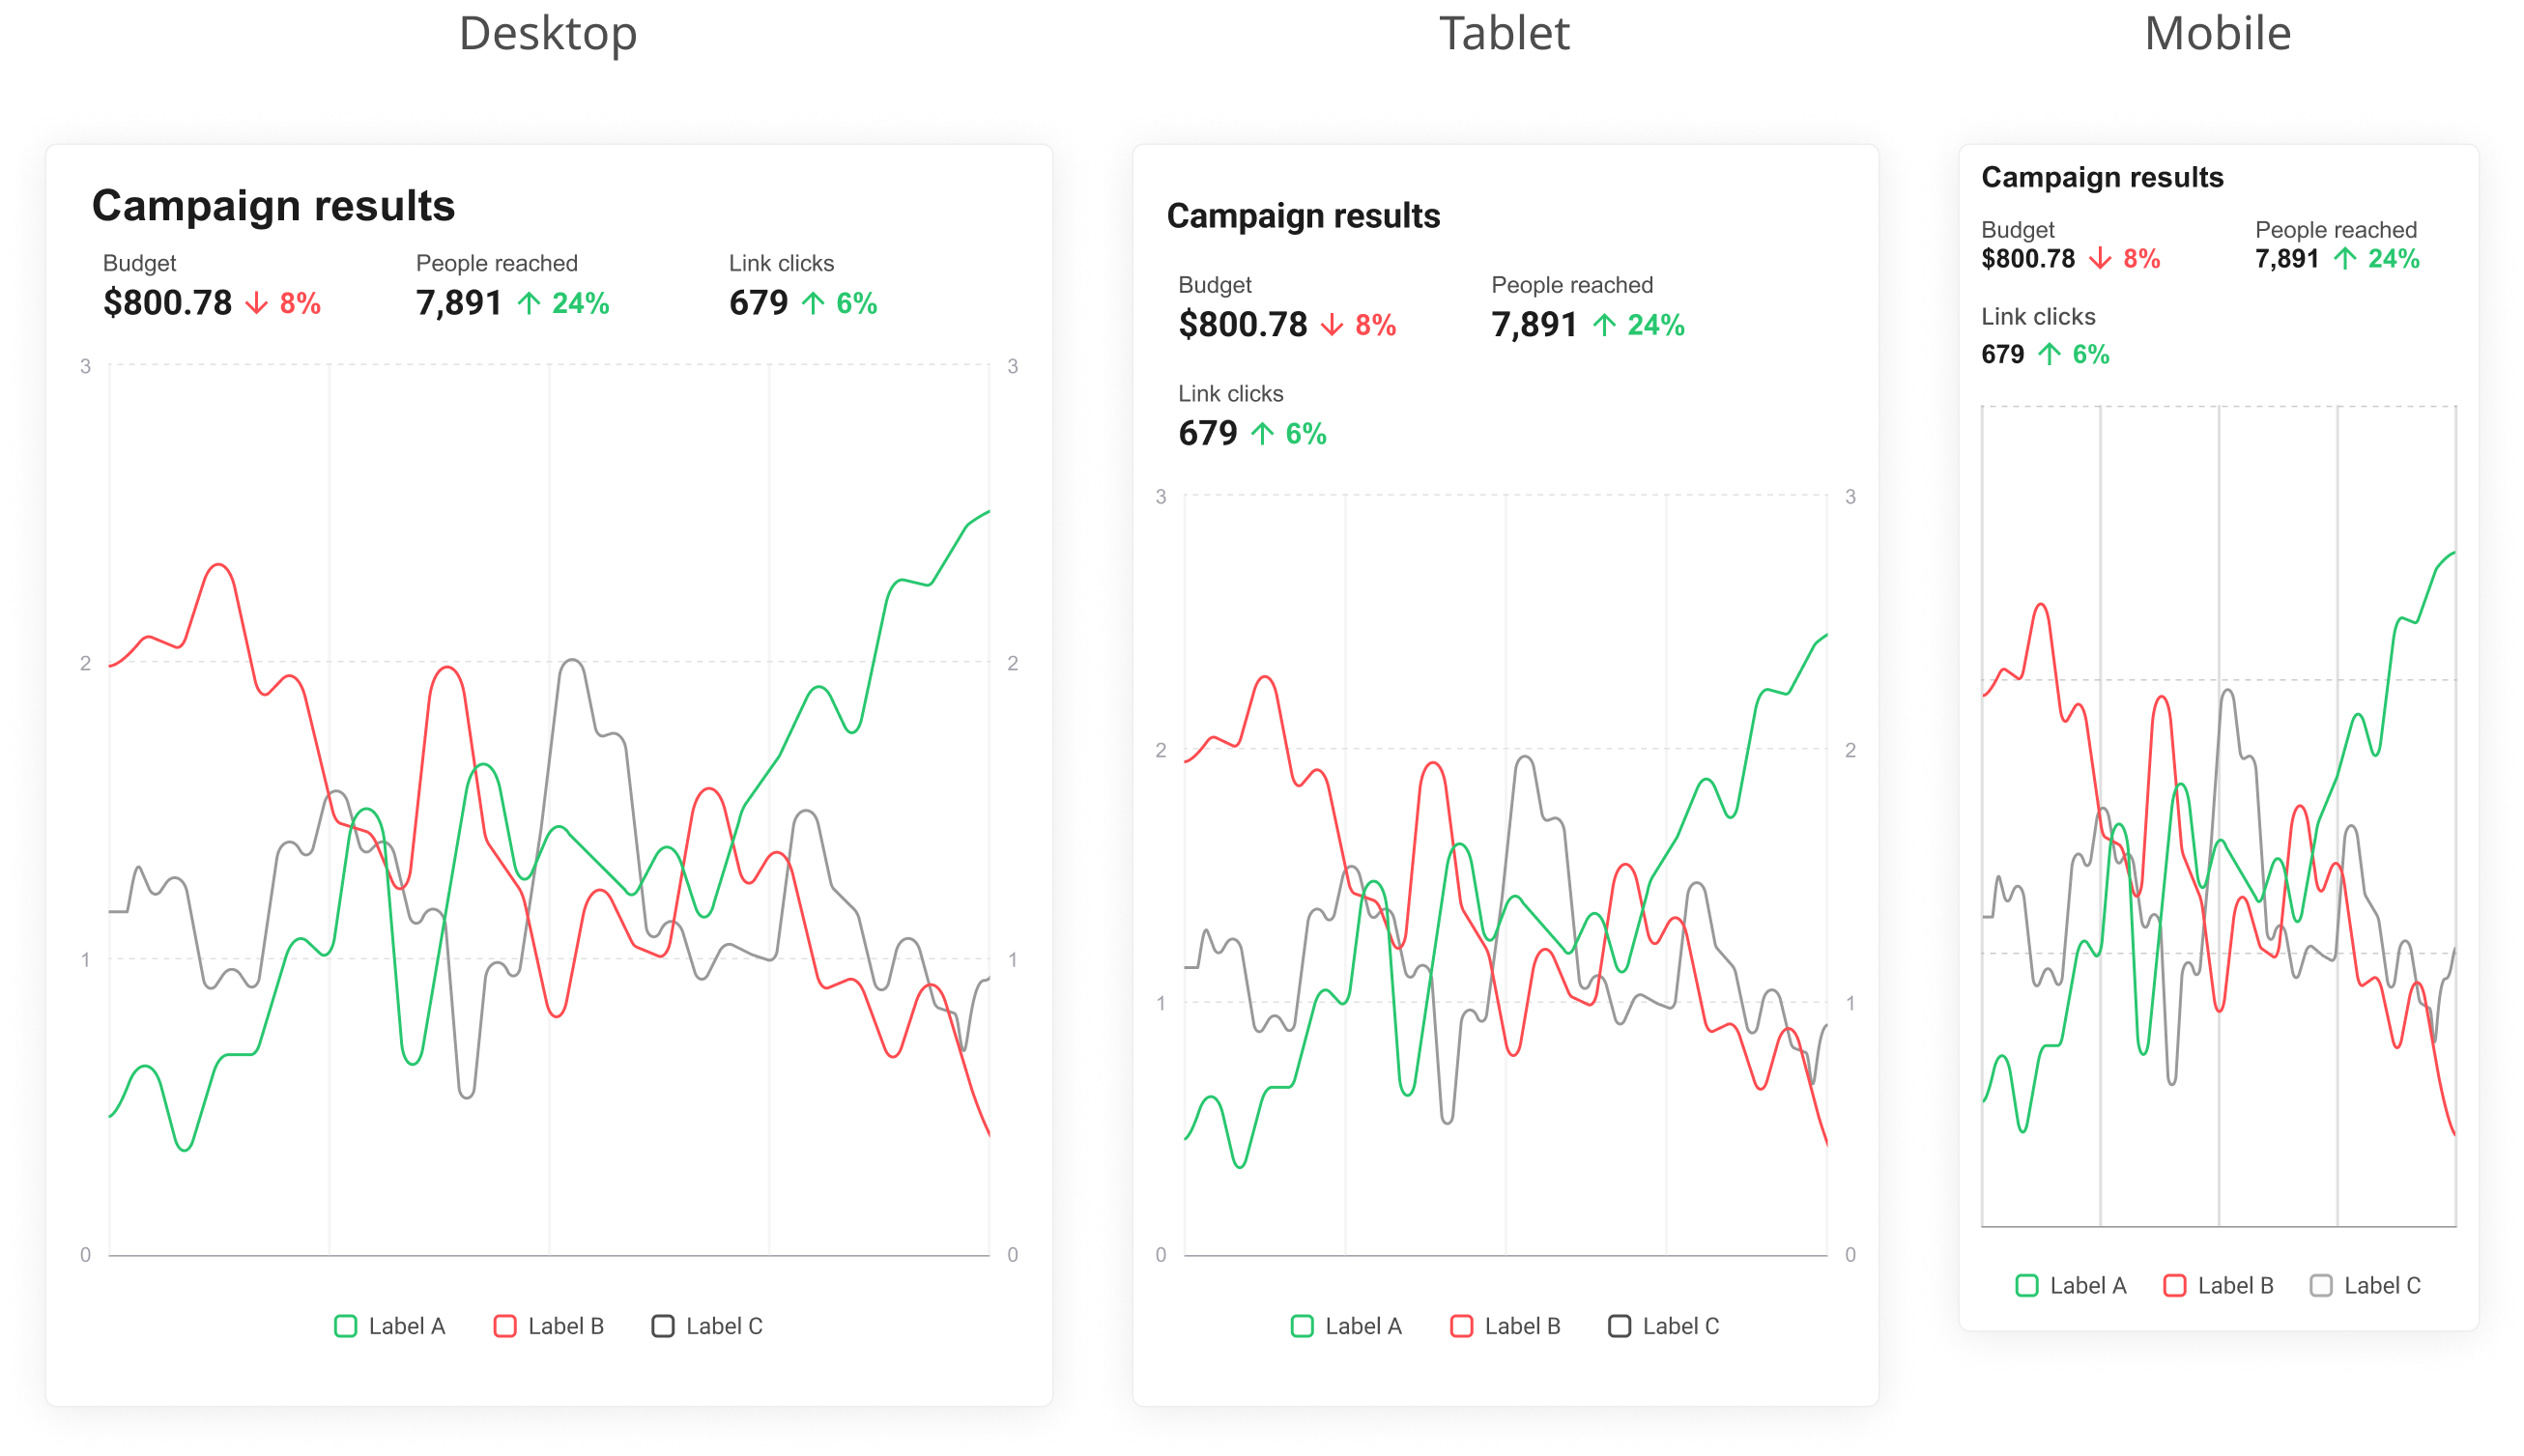 Desktop
Tablet
Mobile
Campaign results
Budget
People reached
Link clicks
$800.78 ↓ 8%
7,891 ↑ 24%
679 ↑ 6%
3
3
2
2
1
1
0
0
Label A
Label B
Label C
Campaign results
Budget
People reached
$800.78 ↓ 8%
7,891 ↑ 24%
Link clicks
679 ↑ 6%
3
3
2
2
1
1
0
0
Label A
Label B
Label C
Campaign results
Budget
People reached
$800.78 ↓ 8%
7,891 ↑ 24%
Link clicks
679 ↑ 6%
Label A
Label B
Label C